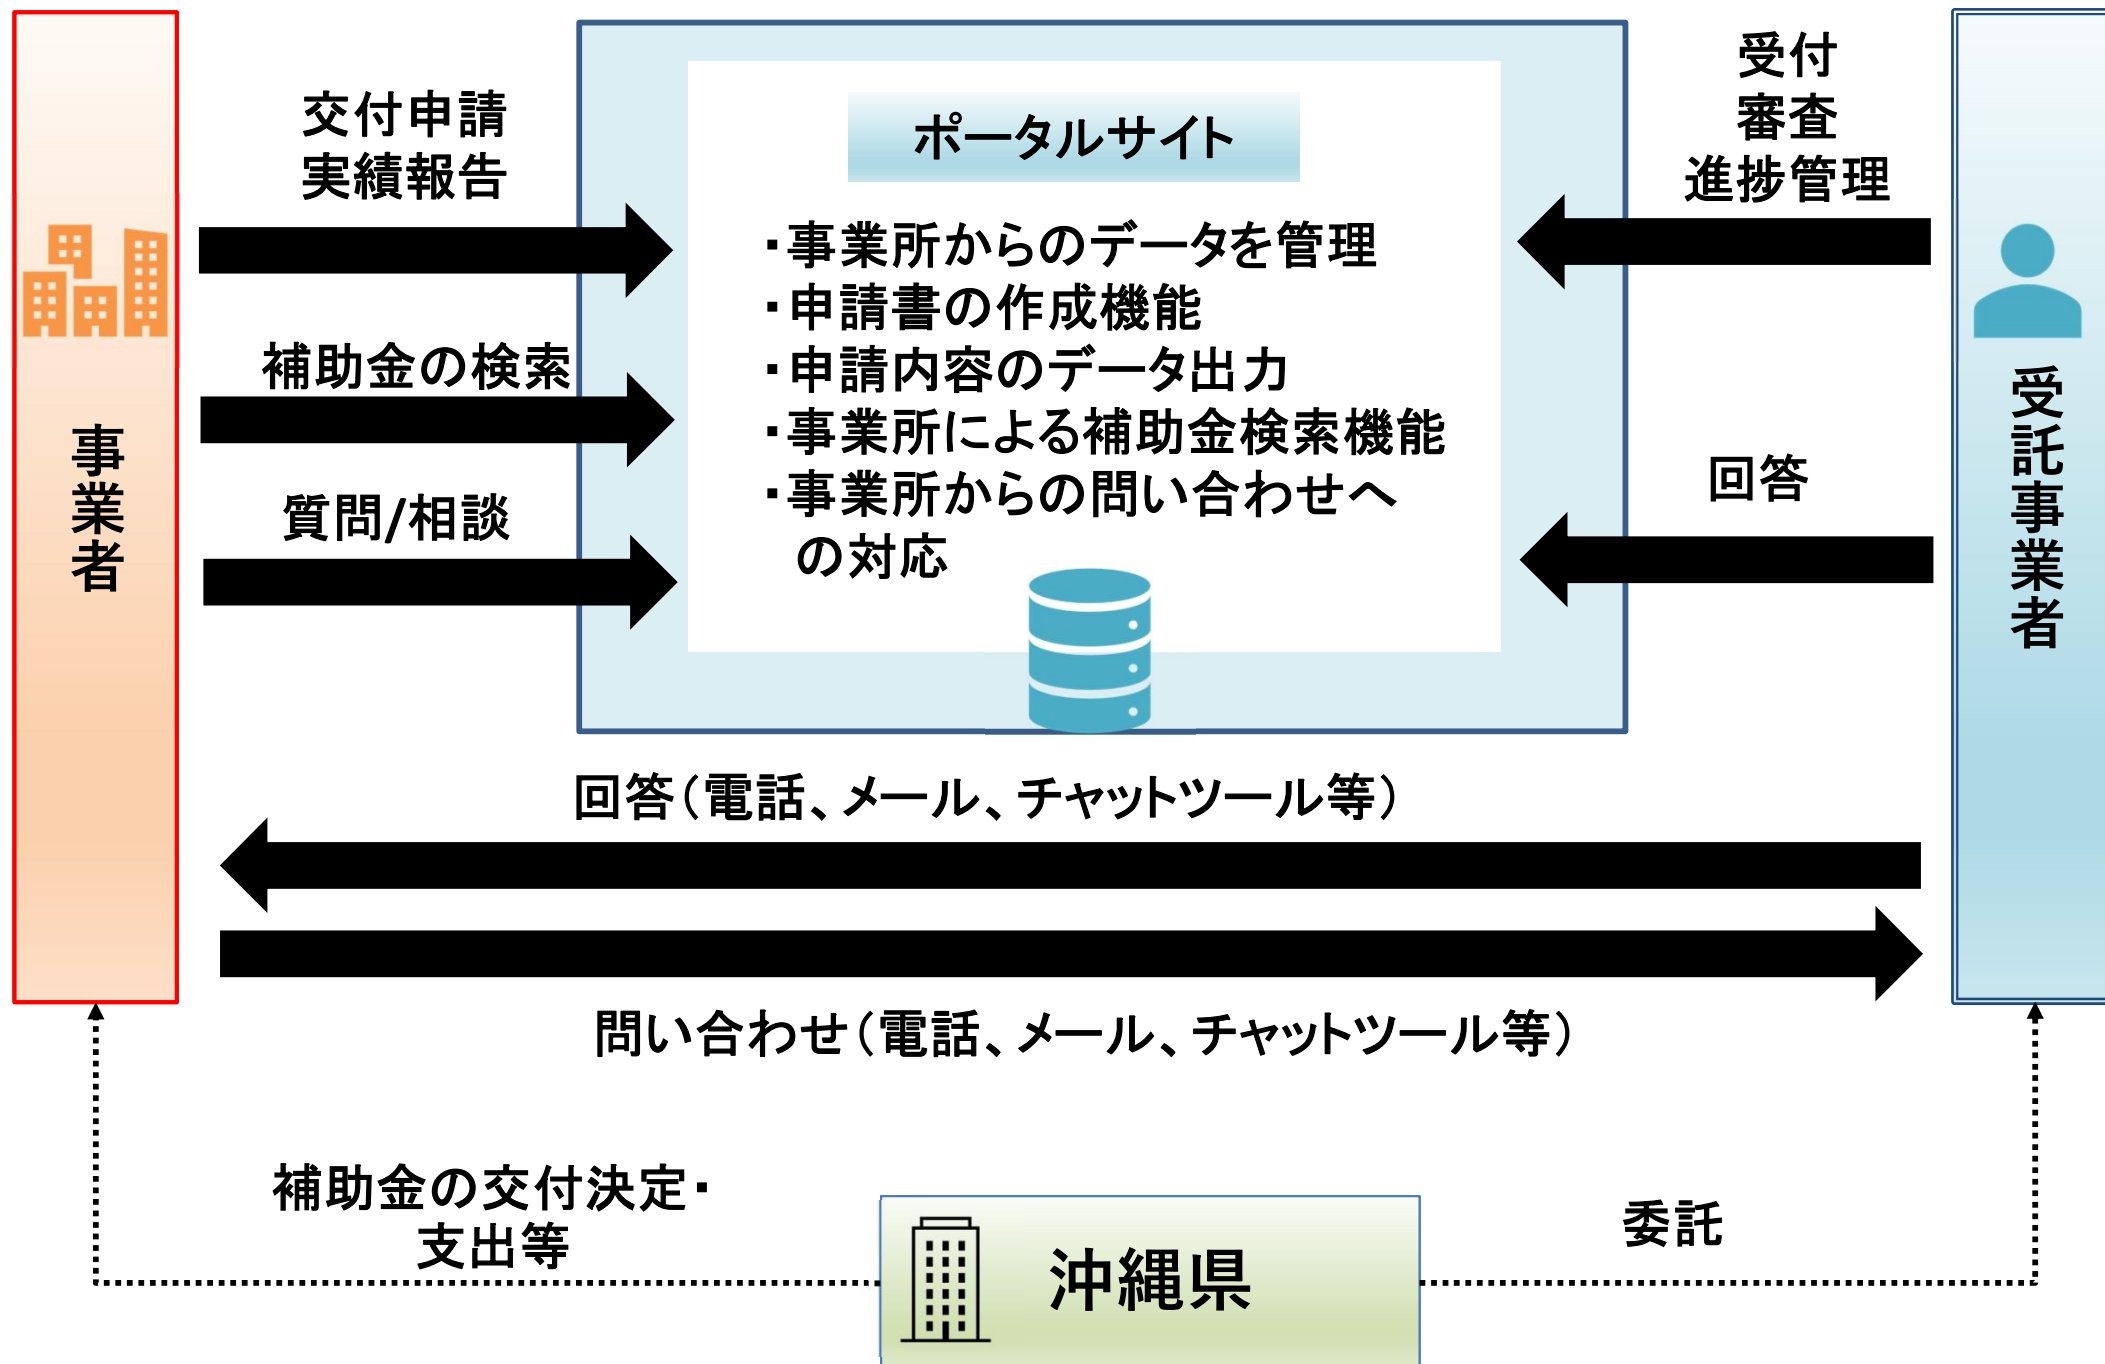 交付申請
実績報告
補助金の検索
質問/相談
事業者
ポータルサイト
・事業所からのデータを管理
・申請書の作成機能
・申請内容のデータ出力
・事業所による補助金検索機能
・事業所からの問い合わせへ
の対応
受付
審査
進捗管理
回答
受託事業者
回答（電話、メール、チャットツール等）
問い合わせ（電話、メール、チャットツール等）
補助金の交付決定・
支出等
沖縄県
委託